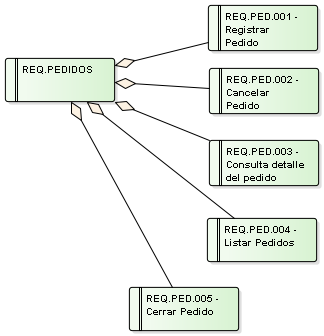 REQ.PED.001 -
Registrar
Pedido
REQ.PEDIDOS
REQ.PED.002 -
Cancelar
Pedido
REQ.PED.003 -
Consulta detalle
del pedido
REQ.PED.004 -
Listar Pedidos
REQ.PED.005 -
Cerrar Pedido